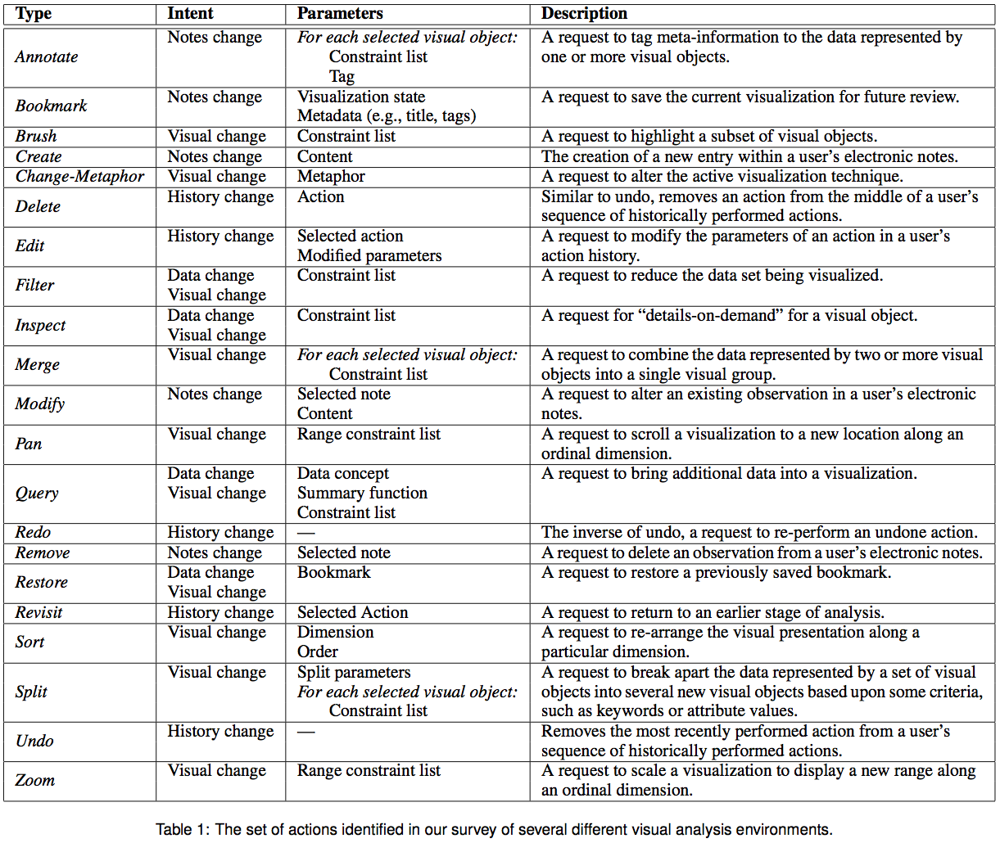 Type Intent Parameters Description
Annotate Notes change For each selected visual object: A request to tag meta-information to the data represented by
Constraint list one or more visual objects.
Tag
Bookmark Notes change Visualization state A request to save the current visualization for future review.
Metadata (e.g., title, tags)
Brush Visual change Constraint list A request to highlight a subset of visual objects.
Create Notes change Content The creation of a new entry within a user's electronic notes.
Change-Metaphor Visual change Metaphor A request to alter the active visualization technique.
Delete History change Action Similar to undo, removes an action from the middle of a user's
sequence of historically performed actions.
Edit History change Selected action A request to modify the parameters of an action in a user's
Modified parameters action history.
Filter Data change Constraint list A request to reduce the data set being visualized.
Visual change
Inspect Data change Constraint list A request for “details-on-demand” for a visual object.
Visual change
Merge Visual change For each selected visual object: A request to combine the data represented by two or more visual
Constraint list objects into a single visual group.
Modify Notes change Selected note A request to alter an existing observation in a user's electronic
Content notes.
Pan Visual change Range constraint list A request to scroll a visualization to a new location along an
ordinal dimension.
Query Data change Data concept A request to bring additional data into a visualization.
Visual change Summary function
Constraint list
Redo History change — The inverse of undo, a request to re-perform an undone action.
Remove Notes change Selected note A request to delete an observation from a user's electronic notes.
Restore Data change Bookmark A request to restore a previously saved bookmark.
Visual change
Revisit History change Selected Action A request to return to an earlier stage of analysis.
Sort Visual change Dimension A request to re-arrange the visual presentation along a
Order particular dimension.
Split Visual change Split parameters A request to break apart the data represented by a set of visual
For each selected visual object: objects into several new visual objects based upon some criteria,
Constraint list such as keywords or attribute values.
Undo History change — Removes the most recently performed action from a user's
sequence of historically performed actions.
Zoom Visual change Range constraint list A request to scale a visualization to display a new range along
an ordinal dimension.
Table 1: The set of actions identified in our survey of several different visual analysis environments.